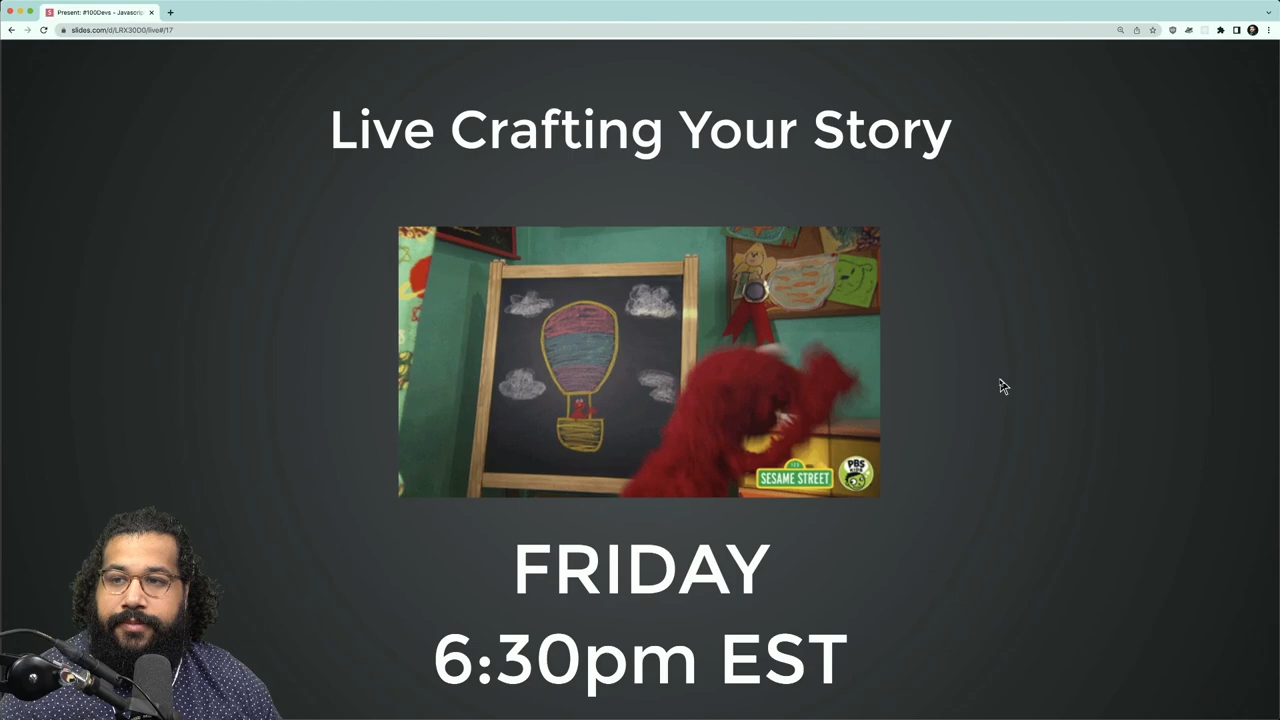 Present: #100Devs - Javascrip
slides.com/d/LRX30D0/live#/17
Live Crafting Your Story
123
SESAME STREET
PBS
KIDS
FRIDAY
6:30pm EST